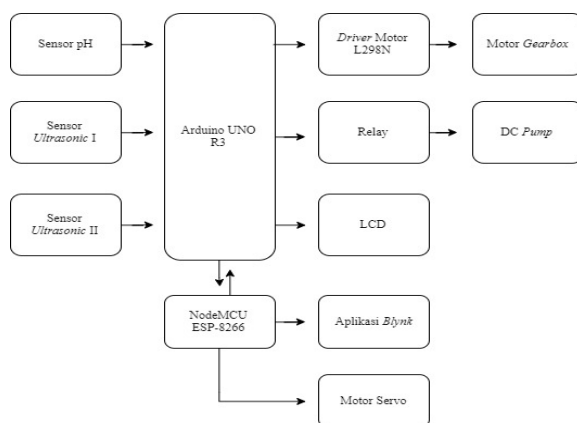 Sensor pH
Driver Motor
L298N
Motor Gearbox
Sensor
Ultrasonic I
Arduino UNO
R3
Relay
DC Pump
Sensor
Ultrasonic II
LCD
NodeMCU
ESP-8266
Aplikasi Blynk
Motor Servo